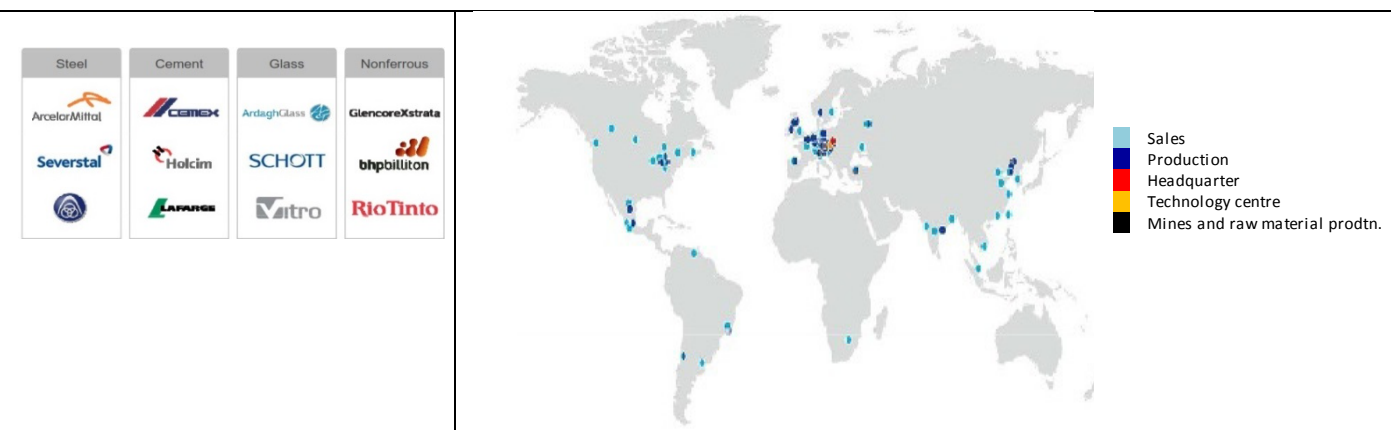 Steel
Cement
Glass
Nonferrous
ArcelorMittal
CEMEX
ArdaghGlass
GlencoreXstrata
Severstal
Holcim
SCHOTT
bhpbilliton
LAFARGE
Vitro
RioTinto
Sales
Production
Headquarter
Technology centre
Mines and raw material prodtn.